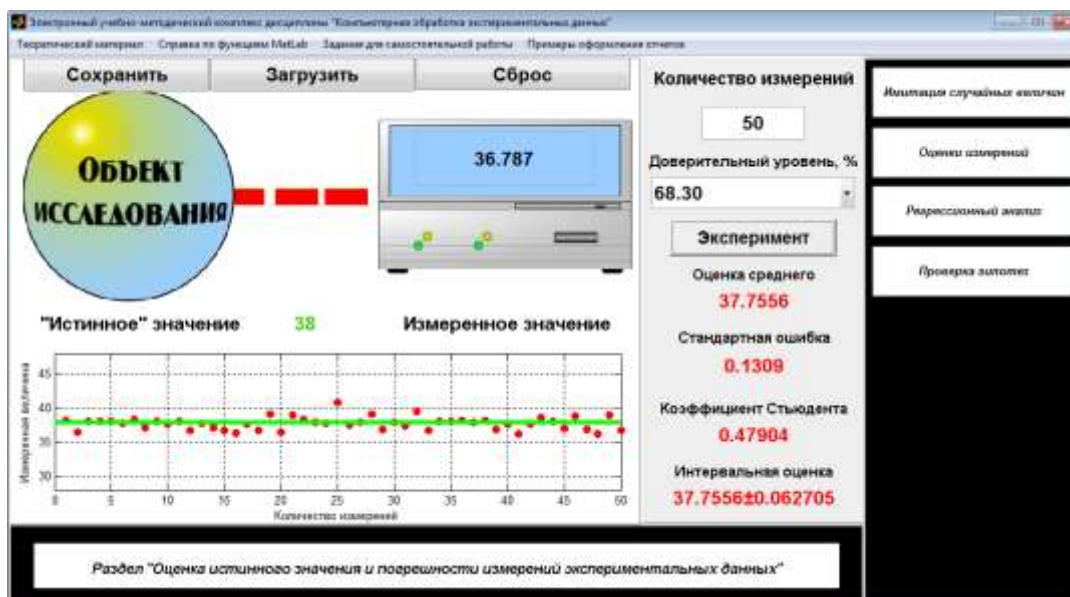 Электронный учебно-методический комплекс дисциплины "Компьютерная обработка экспериментальных данных"
Теоретический материал Справка по функциям MatLab Задания для самостоятельной работы Примеры оформления отчетов
Сохранить Загрузить Сброс
ОБЪЕКТ
ИССЛЕДОВАНИЯ
36.787
"Истинное" значение 38 Измеренное значение
Измеренная величина
45
40
35
30
0 5 10 15 20 25 30 35 40 45 50
Количество измерений
Количество измерений
50
Доверительный уровень, %
68.30
Эксперимент
Оценка среднего
37.7556
Стандартная ошибка
0.1309
Коэффициент Стьюдента
0.47904
Интервальная оценка
37.7556±0.062705
Имитация случайных величин
Оценки измерений
Регрессионный анализ
Проверка гипотез
Раздел "Оценка истинного значения и погрешности измерений экспериментальных данных"